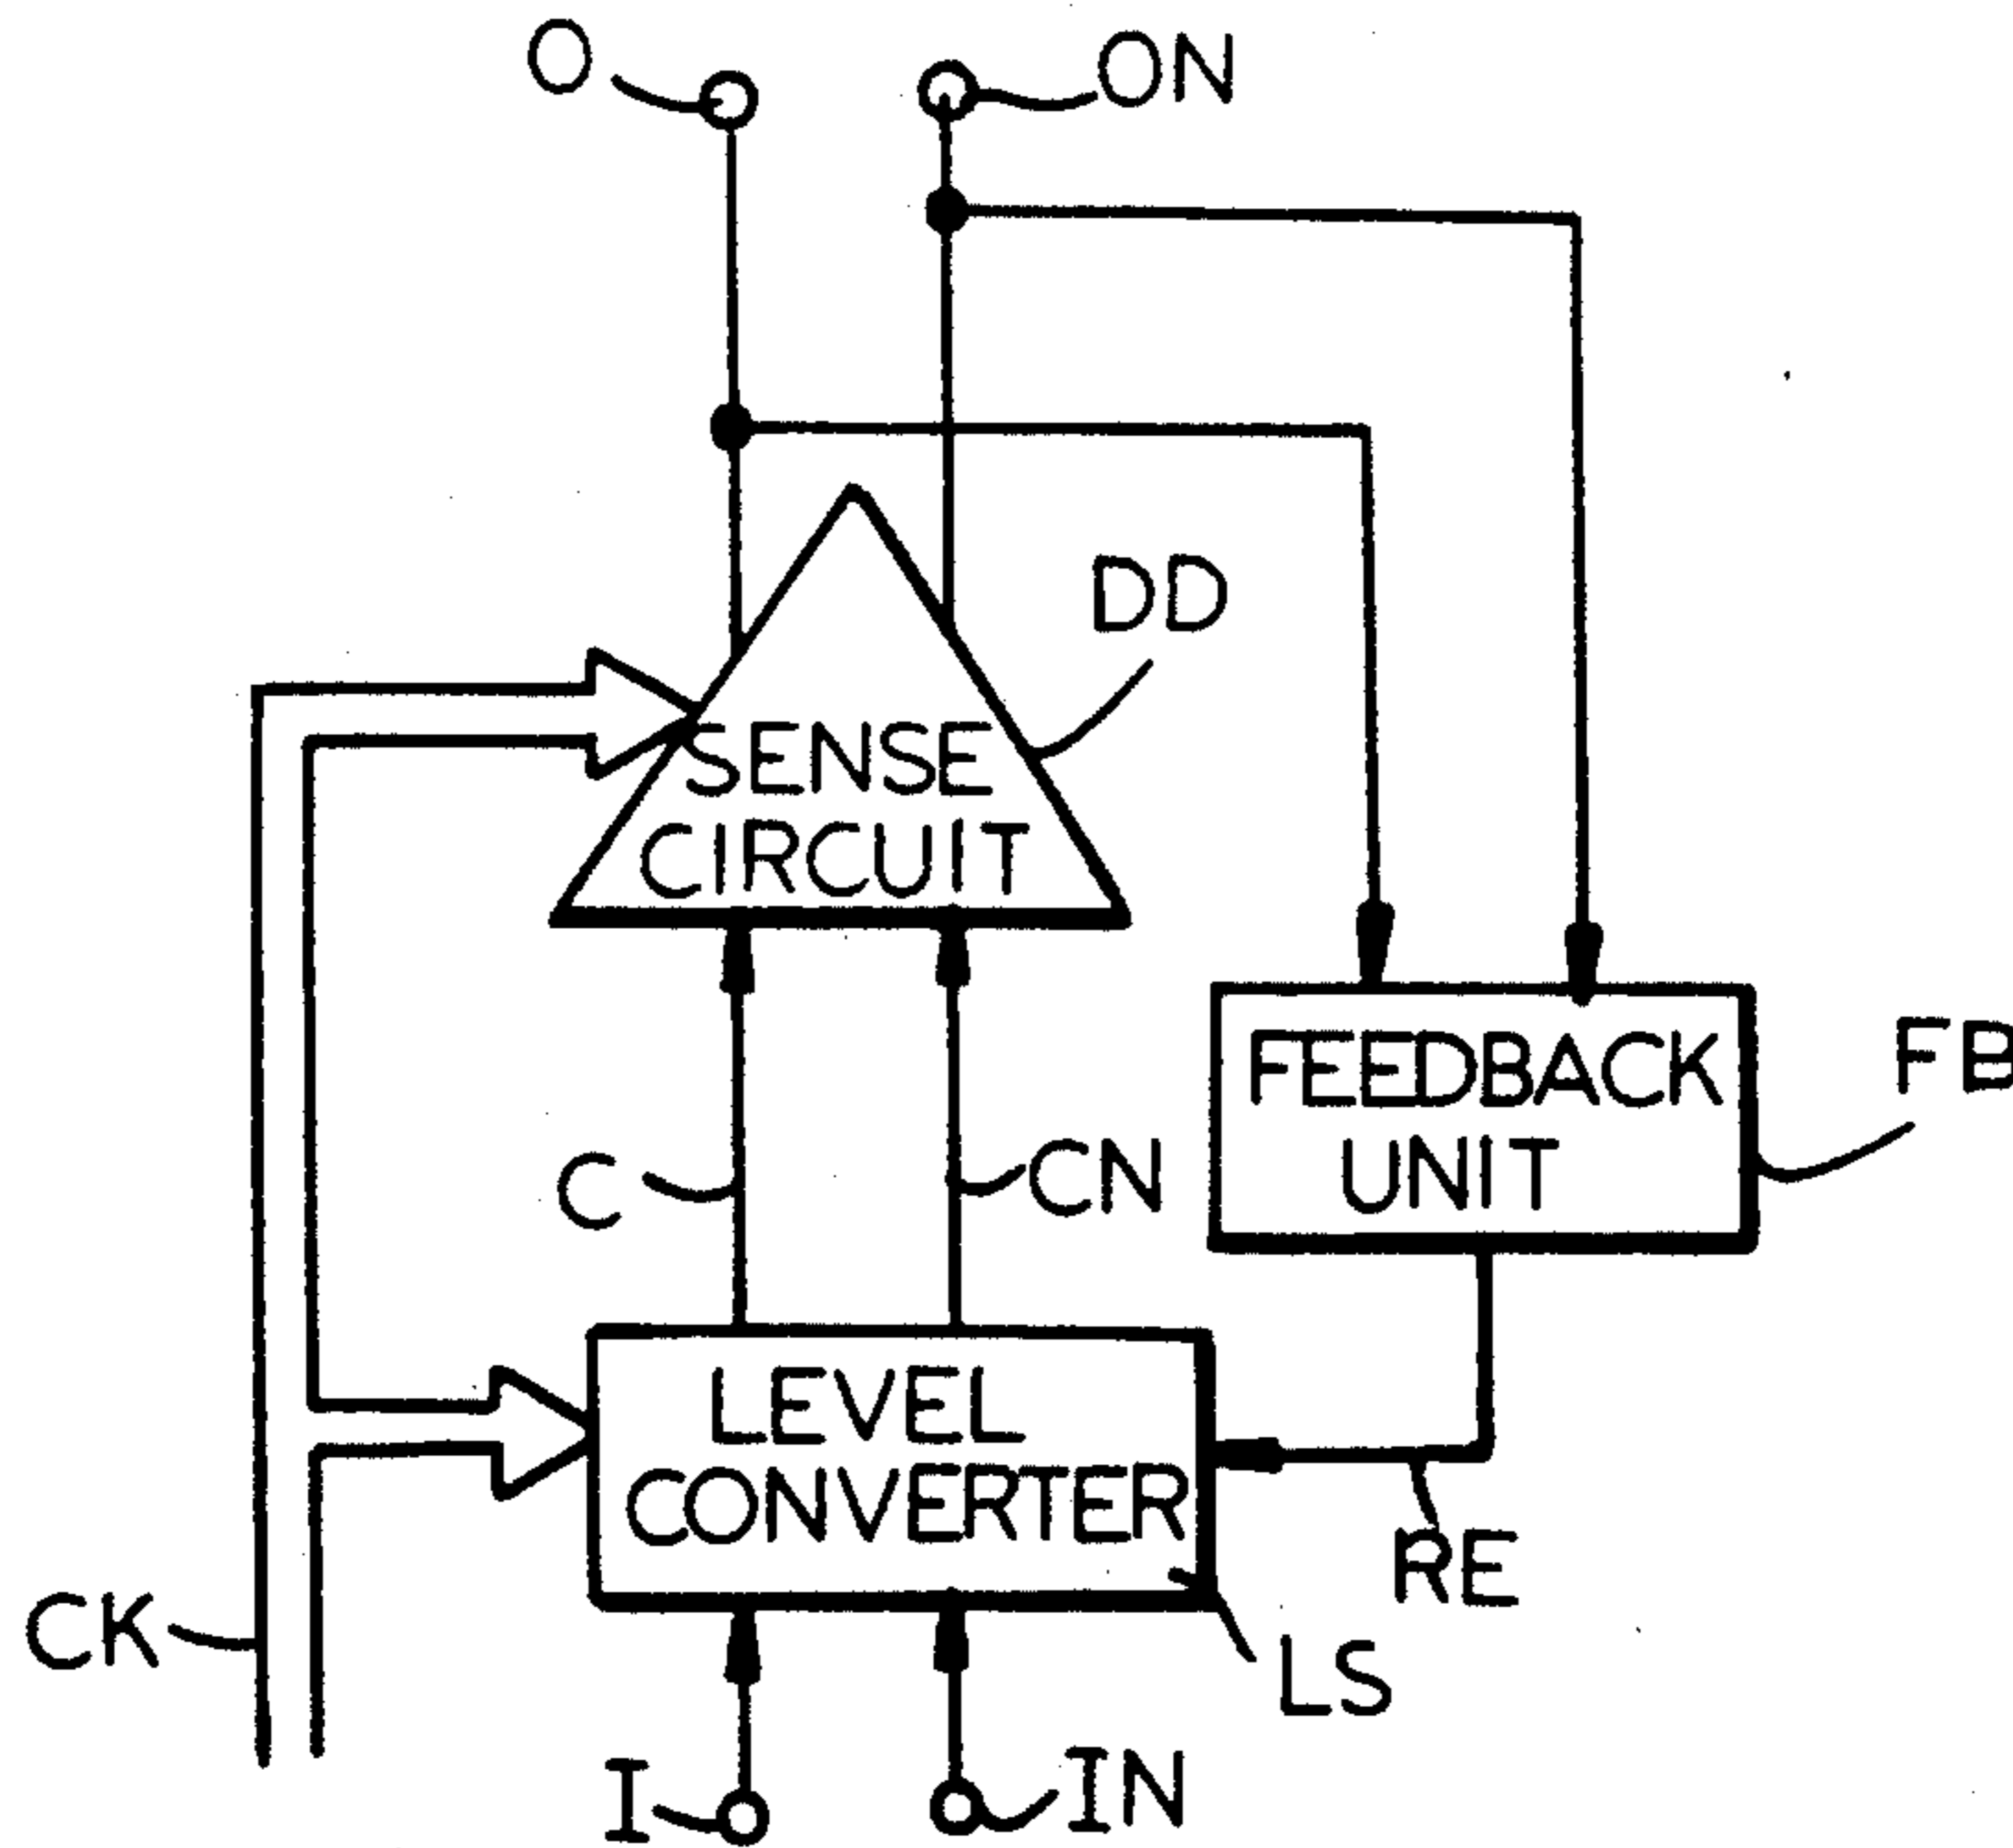 O
ON
DD
SENSE
CIRCUIT
FEEDBACK
UNIT
FB
C
CN
LEVEL
CONVERTER
RE
CK
LS
I
IN